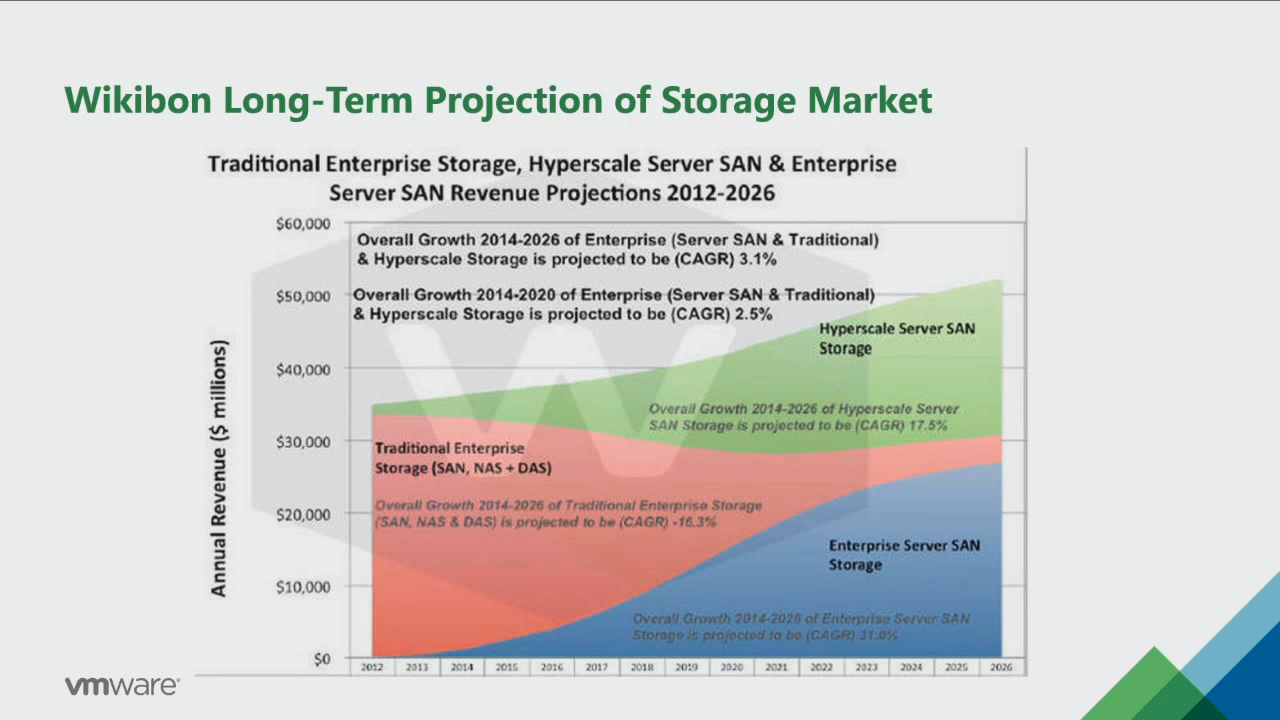 Wikibon Long-Term Projection of Storage Market
Traditional Enterprise Storage, Hyperscale Server SAN & Enterprise
Server SAN Revenue Projections 2012-2026
Annual Revenue ($ millions)
$60,000
$50,000
$40,000
$30,000
$20,000
$10,000
$0
Overall Growth 2014-2026 of Enterprise (Server SAN & Traditional)
& Hyperscale Storage is projected to be (CAGR) 3.1%
Overall Growth 2014-2020 of Enterprise (Server SAN & Traditional)
& Hyperscale Storage is projected to be (CAGR) 2.5%
Hyperscale Server SAN
Storage
Overall Growth 2014-2026 of Hyperscale Server
SAN Storage is projected to be (CAGR) 17.5%
Traditional Enterprise
Storage (SAN, NAS + DAS)
Overall Growth 2014-2026 of Traditional Enterprise Storage
(SAN, NAS & DAS) is projected to be (CAGR) -16.3%
Enterprise Server SAN
Storage
Overall Growth 2014-2026 of Enterprise Server SAN
Storage is projected to be (CAGR) 31.0%
2012 2013 2014 2015 2016 2017 2018 2019 2020 2021 2022 2023 2024 2025 2026
W
vmware